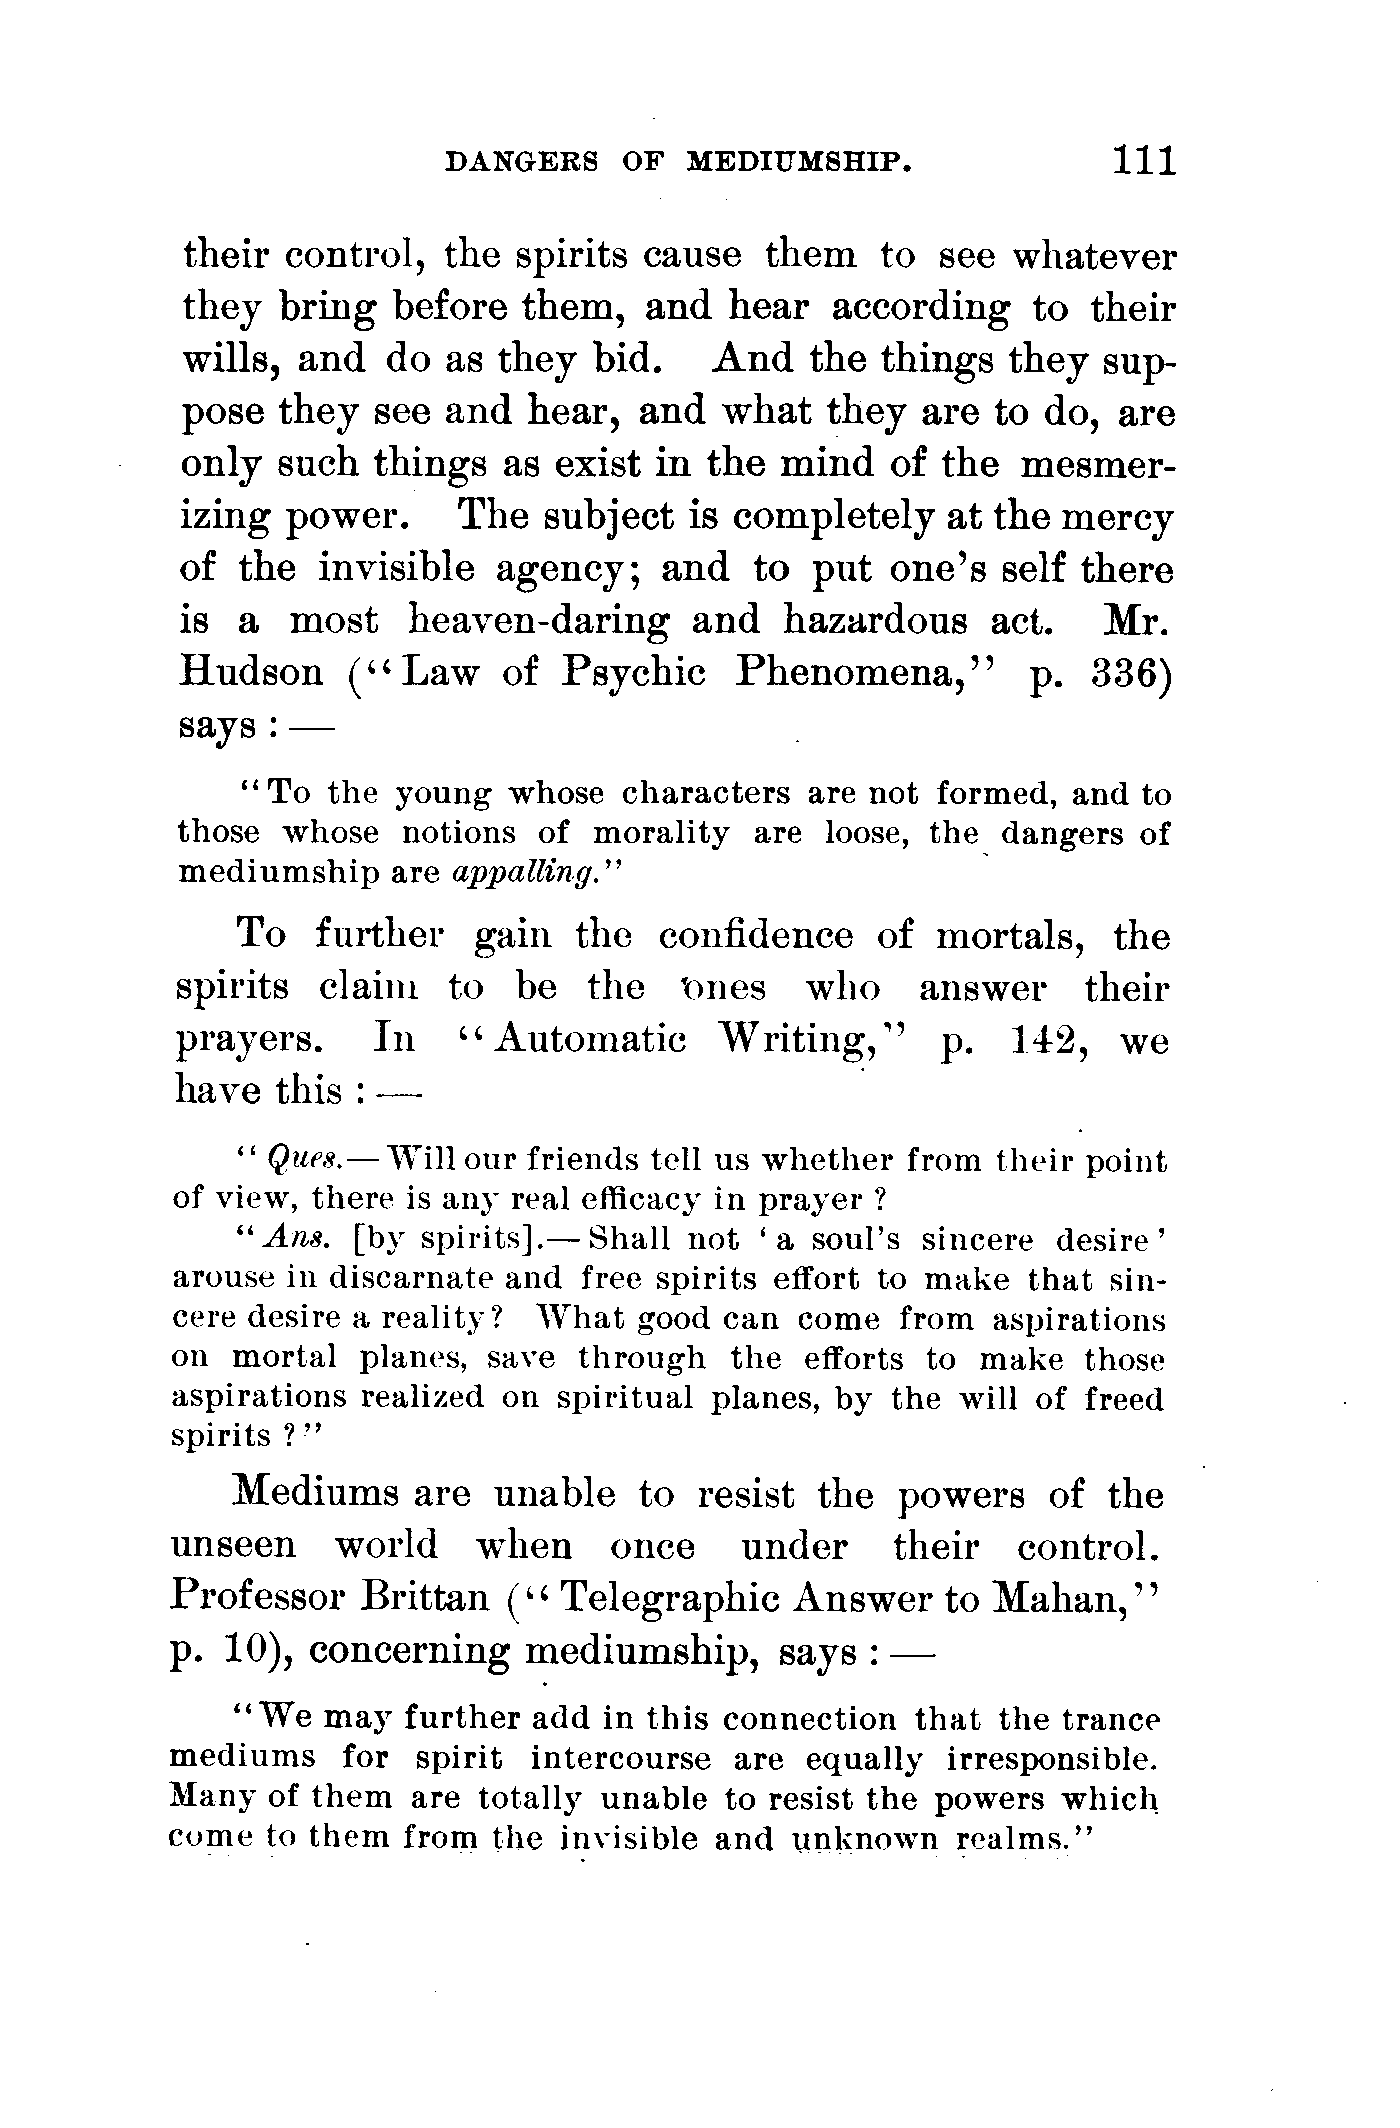 DANGERS OF MEDIUMSHIP. 111
their control, the spirits cause them to see whatever
they bring before them, and hear according to their
wills, and do as they bid. And the things they sup-
pose they see and hear, and what they are to do, are
only such things as exist in the mind of the mesmer-
izing power. The subject is completely at the mercy
of the invisible agency; and to put one's self there
is a most heaven-daring and hazardous act. Mr.
Hudson ("Law of Psychic Phenomena," p. 336)
says : —
"To the young whose characters are not formed, and to
those whose notions of morality are loose, the dangers of
mediumship are appalling."
To further gain the confidence of mortals, the
spirits claim to be the ones who answer their
prayers. In "Automatic Writing," p. 142, we
have this : —
"Ques.— Will our friends tell us whether from their point
of view, there is any real efficacy in prayer ?
"Ans. [by spirits].— Shall not 'a soul's sincere desire'
arouse in discarnate and free spirits effort to make that sin-
cere desire a reality? What good can come from aspirations
on mortal planes, save through the efforts to make those
aspirations realized on spiritual planes, by the will of freed
spirits ?"
Mediums are unable to resist the powers of the
unseen world when once under their control.
Professor Brittan ("Telegraphic Answer to Mahan,"
p. 10), concerning mediumship, says : —
"We may further add in this connection that the trance
mediums for spirit intercourse are equally irresponsible.
Many of them are totally unable to resist the powers which
come to them from the invisible and unknown realms."